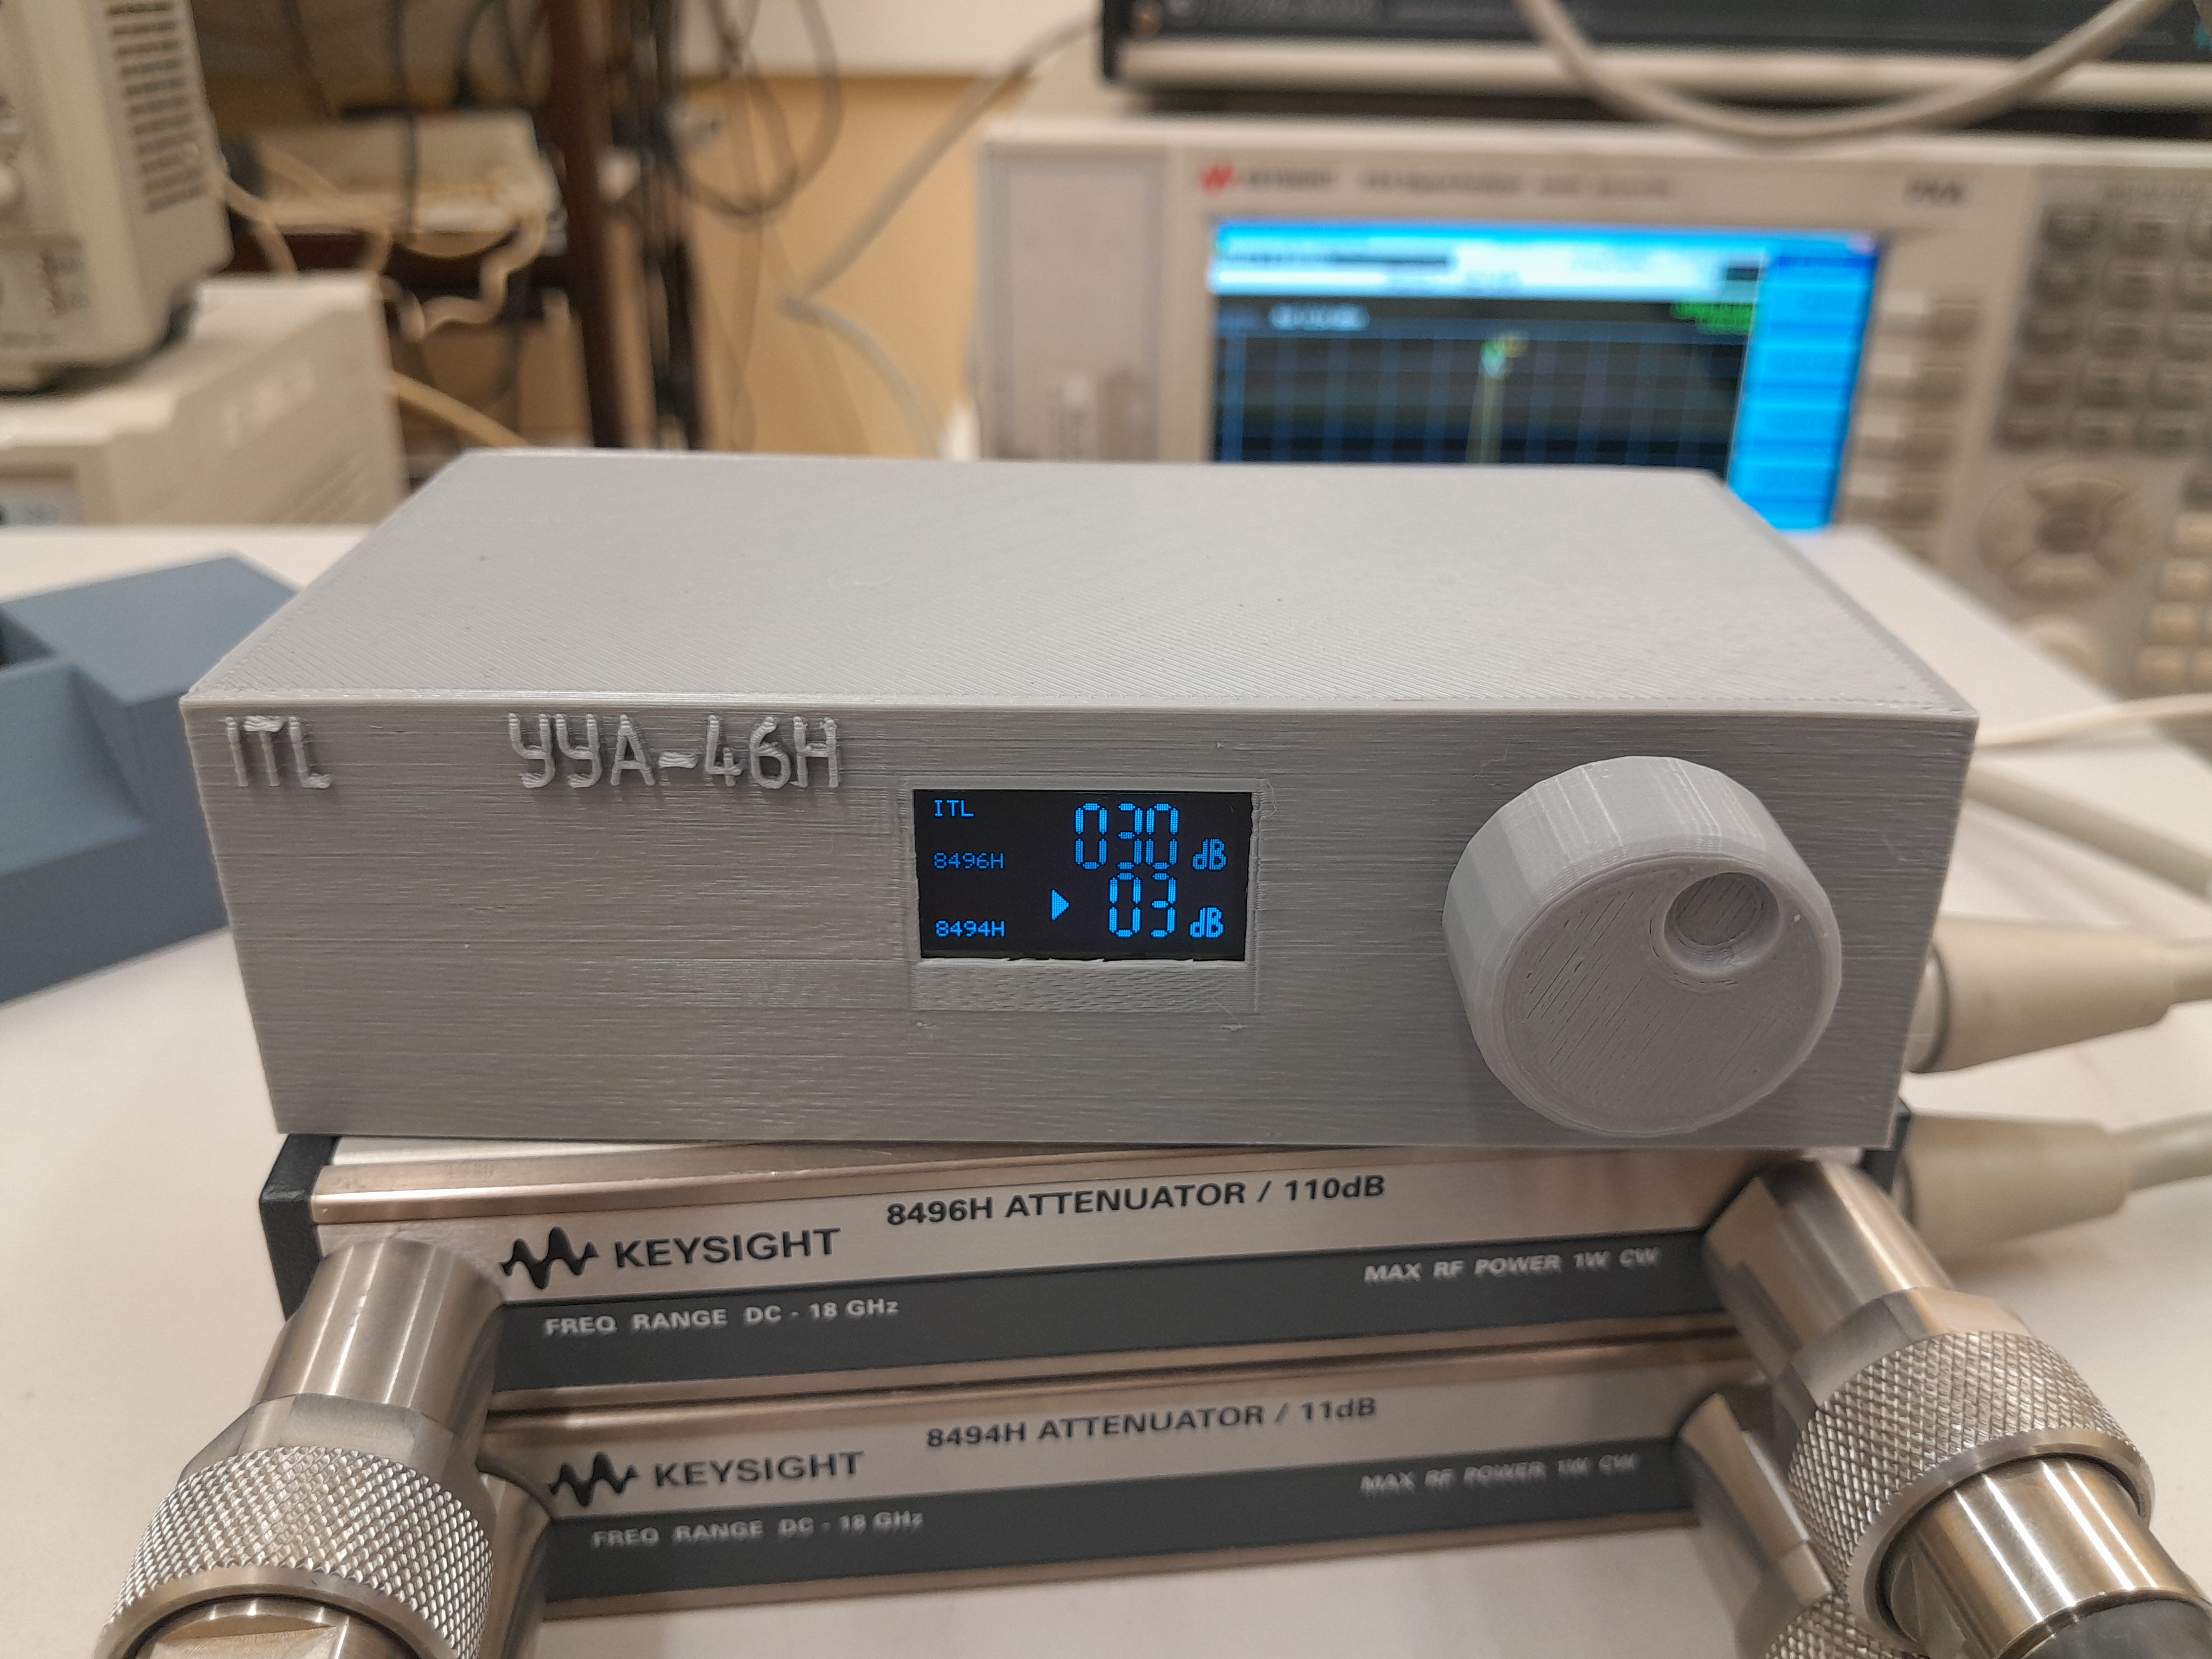 ITL
УУА-46Н
ITL
030 dB
8496H
03 dB
8494H
8496H ATTENUATOR / 110dB
KEYSIGHT
MAX RF POWER 1W CW
FREQ RANGE DC - 18 GHz
8494H ATTENUATOR / 11dB
KEYSIGHT
MAX RF POWER 1W CW
FREQ RANGE DC - 18 GHz